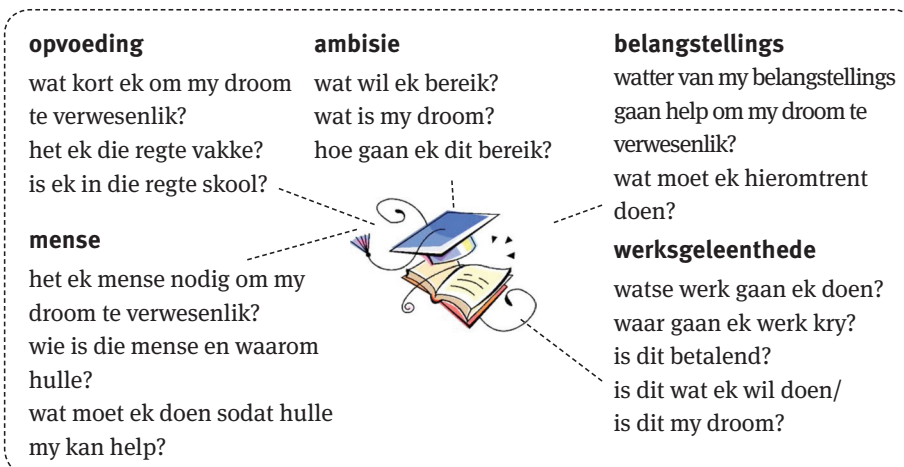 opvoeding
wat kort ek om my droom
te verwesenlik?
het ek die regte vakke?
is ek in die regte skool?
ambisie
wat wil ek bereik?
wat is my droom?
hoe gaan ek dit bereik?
belangstellings
watter van my belangstellings
gaan help om my droom te
verwesenlik?
wat moet ek hieromtrent
doen?
mense
het ek mense nodig om my
droom te verwesenlik?
wie is die mense en waarom
hulle?
wat moet ek doen sodat hulle
my kan help?
werksgeleenthede
watse werk gaan ek doen?
waar gaan ek werk kry?
is dit betalend?
is dit wat ek wil doen/
is dit my droom?